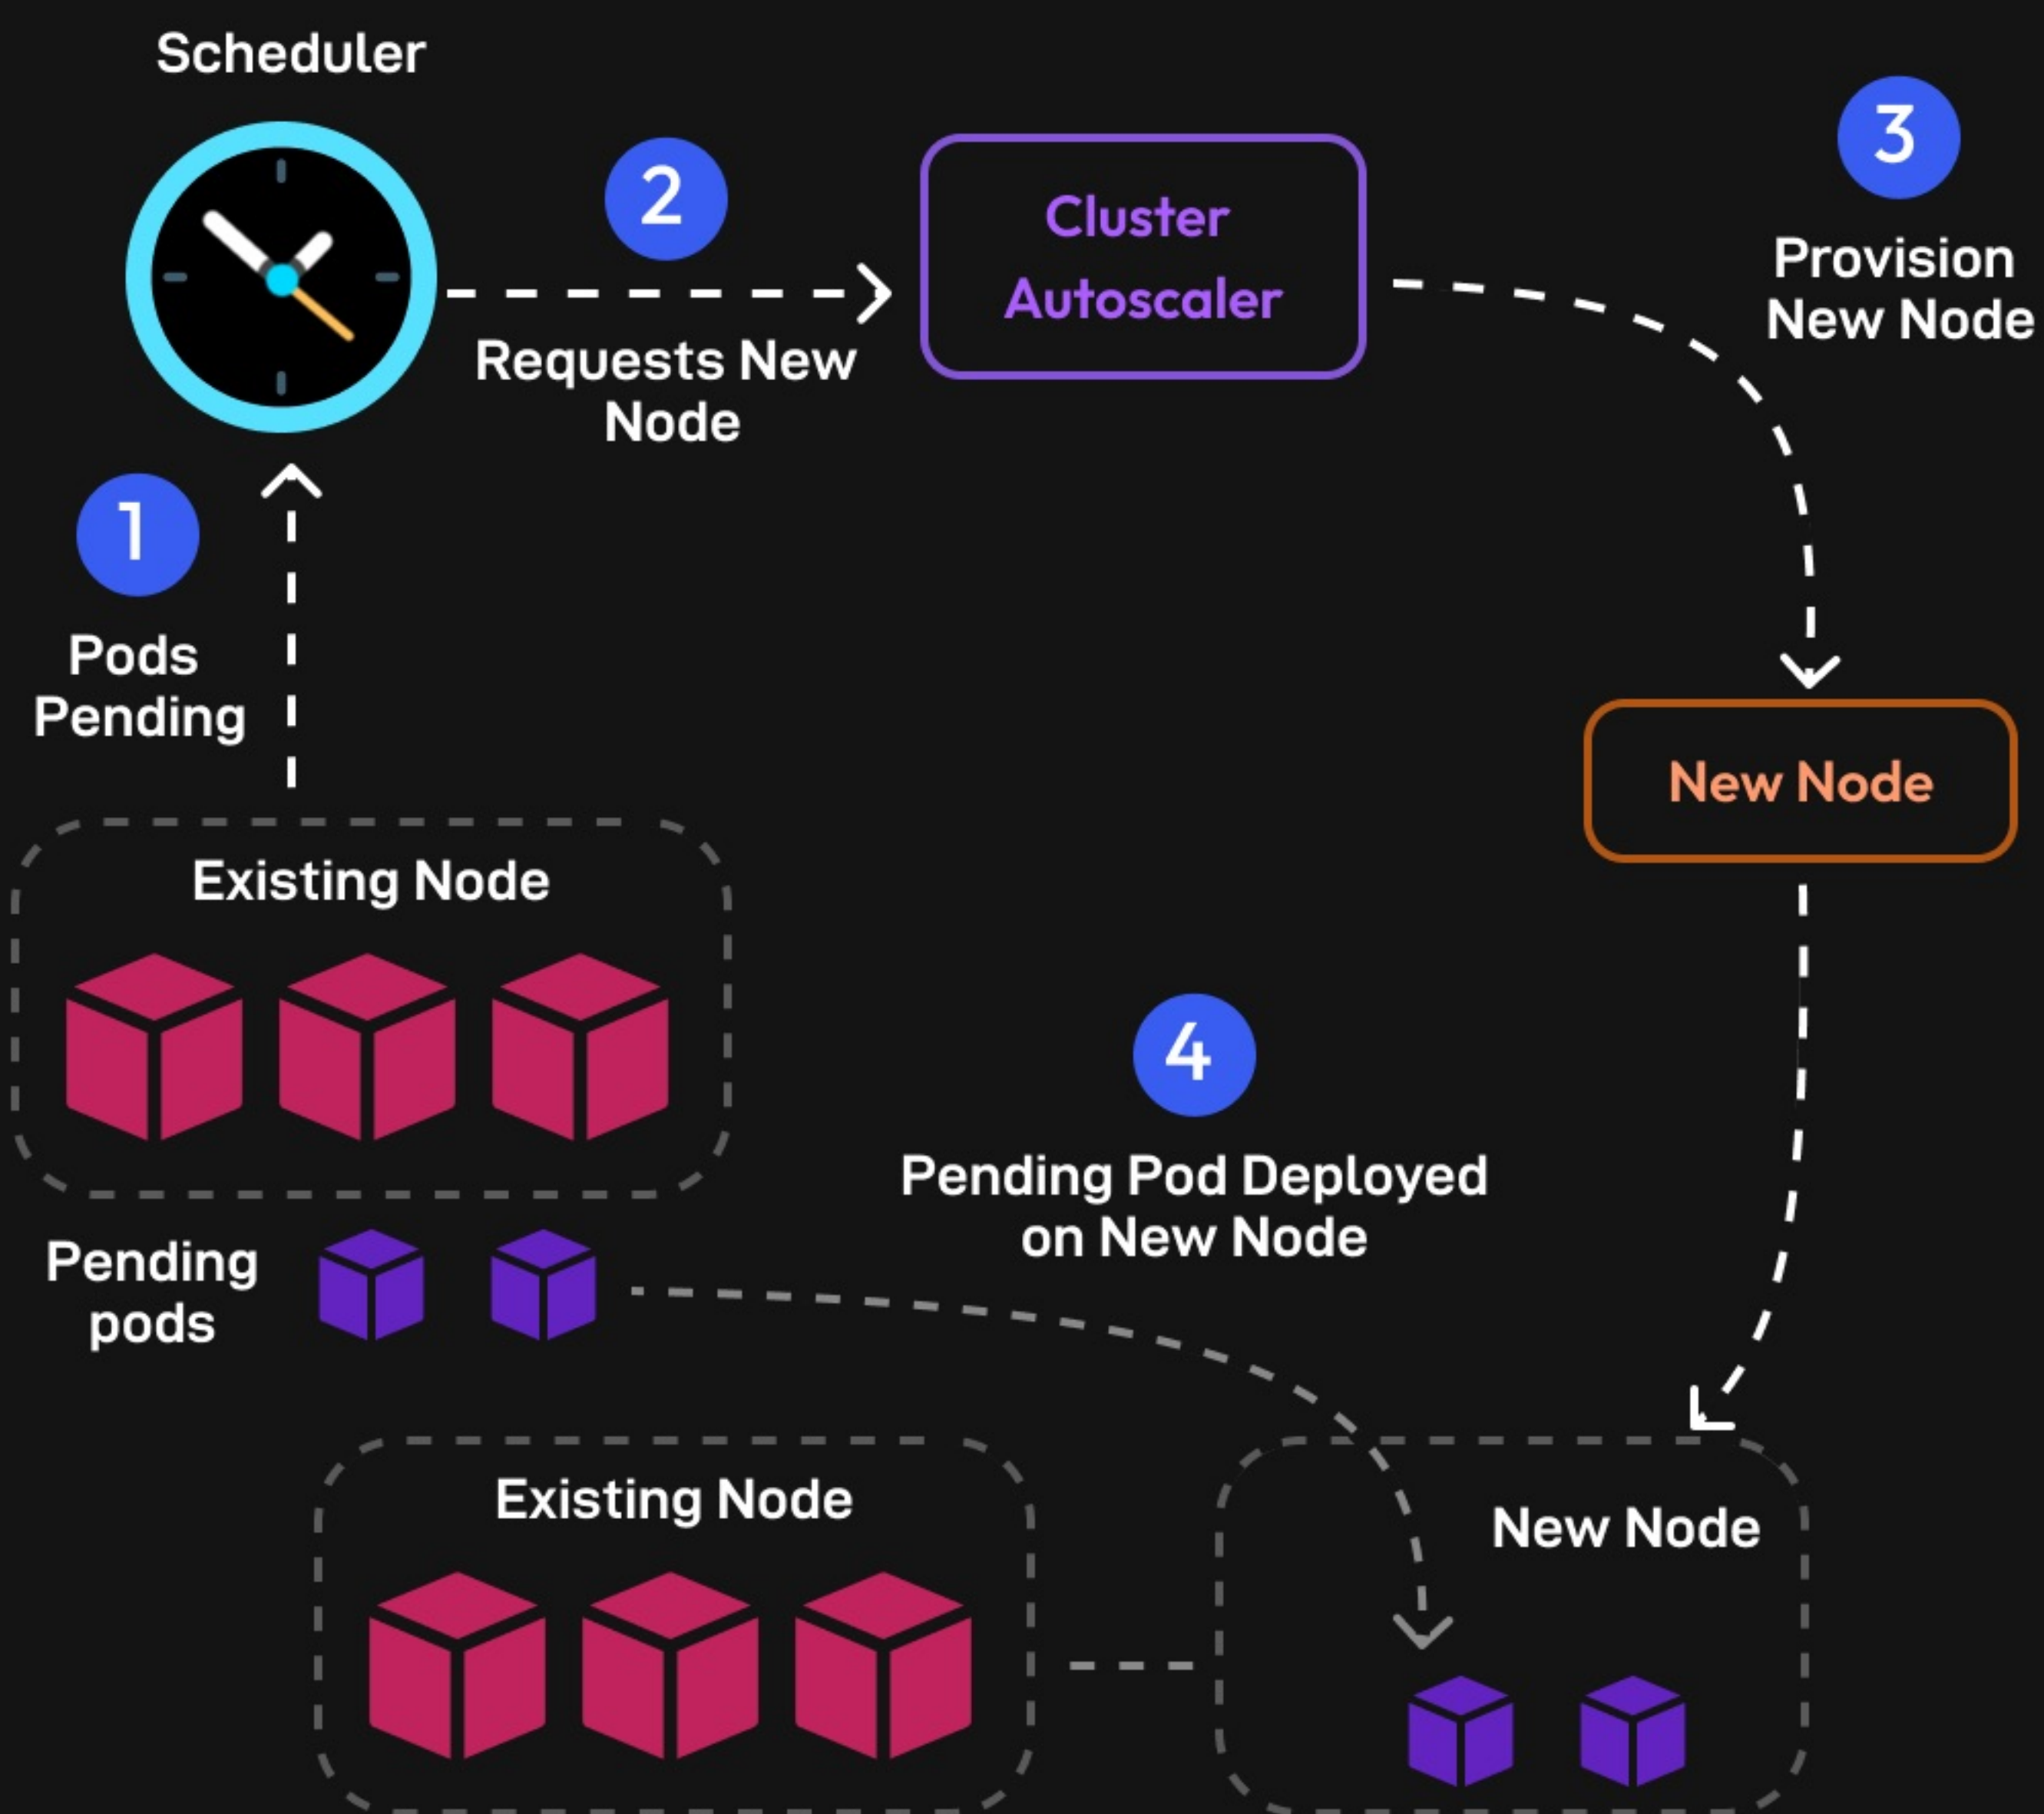 Scheduler
2
Requests New
Node
Cluster
Autoscaler
3
Provision
New Node
1
Pods
Pending
New Node
Existing Node
4
Pending Pod Deployed
on New Node
Pending
pods
Existing Node
New Node